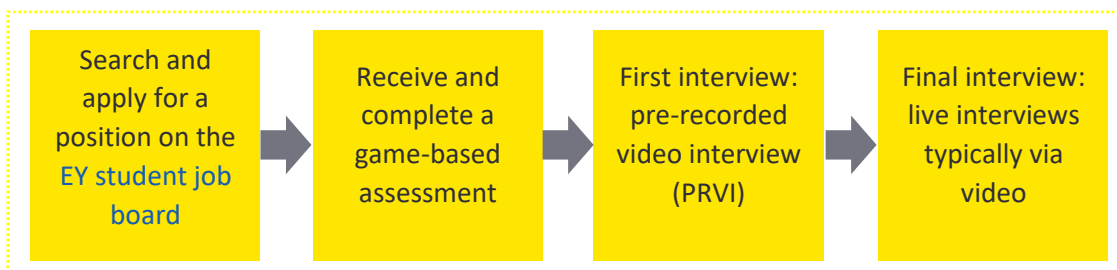 Search and
apply for a
position on the
EY student job
board
Receive and
complete a
game-based
assessment
First interview:
pre-recorded
video interview
(PRVI)
Final interview:
live interviews
typically via
video